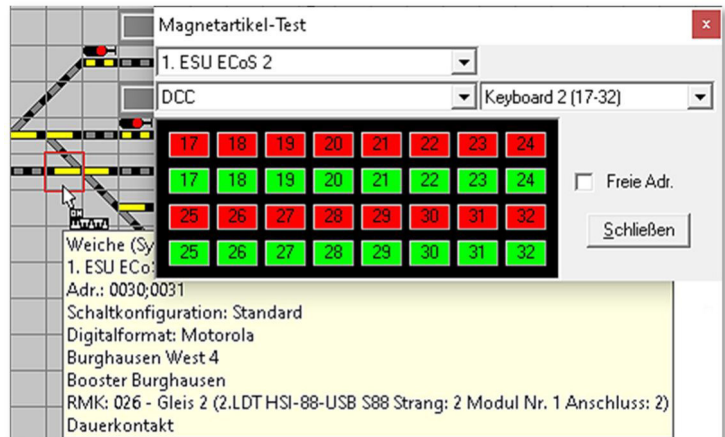 Magnetartikel-Test
x
1. ESU ECoS 2
DCC
Keyboard 2 (17-32)
17 18 19 20 21 22 23 24
17 18 19 20 21 22 23 24
Freie Adr.
25 26 27 28 29 30 31 32
Schließen
25 26 27 28 29 30 31 32
Weiche (Sy
1. ESU ECo
Adr.: 0030;0031
Schaltkonfiguration: Standard
Digitalformat: Motorola
Burghausen West 4
Booster Burghausen
RMK: 026 - Gleis 2 (2.LDT HSI-88-USB S88 Strang: 2 Modul Nr. 1 Anschluss: 2)
Dauerkontakt